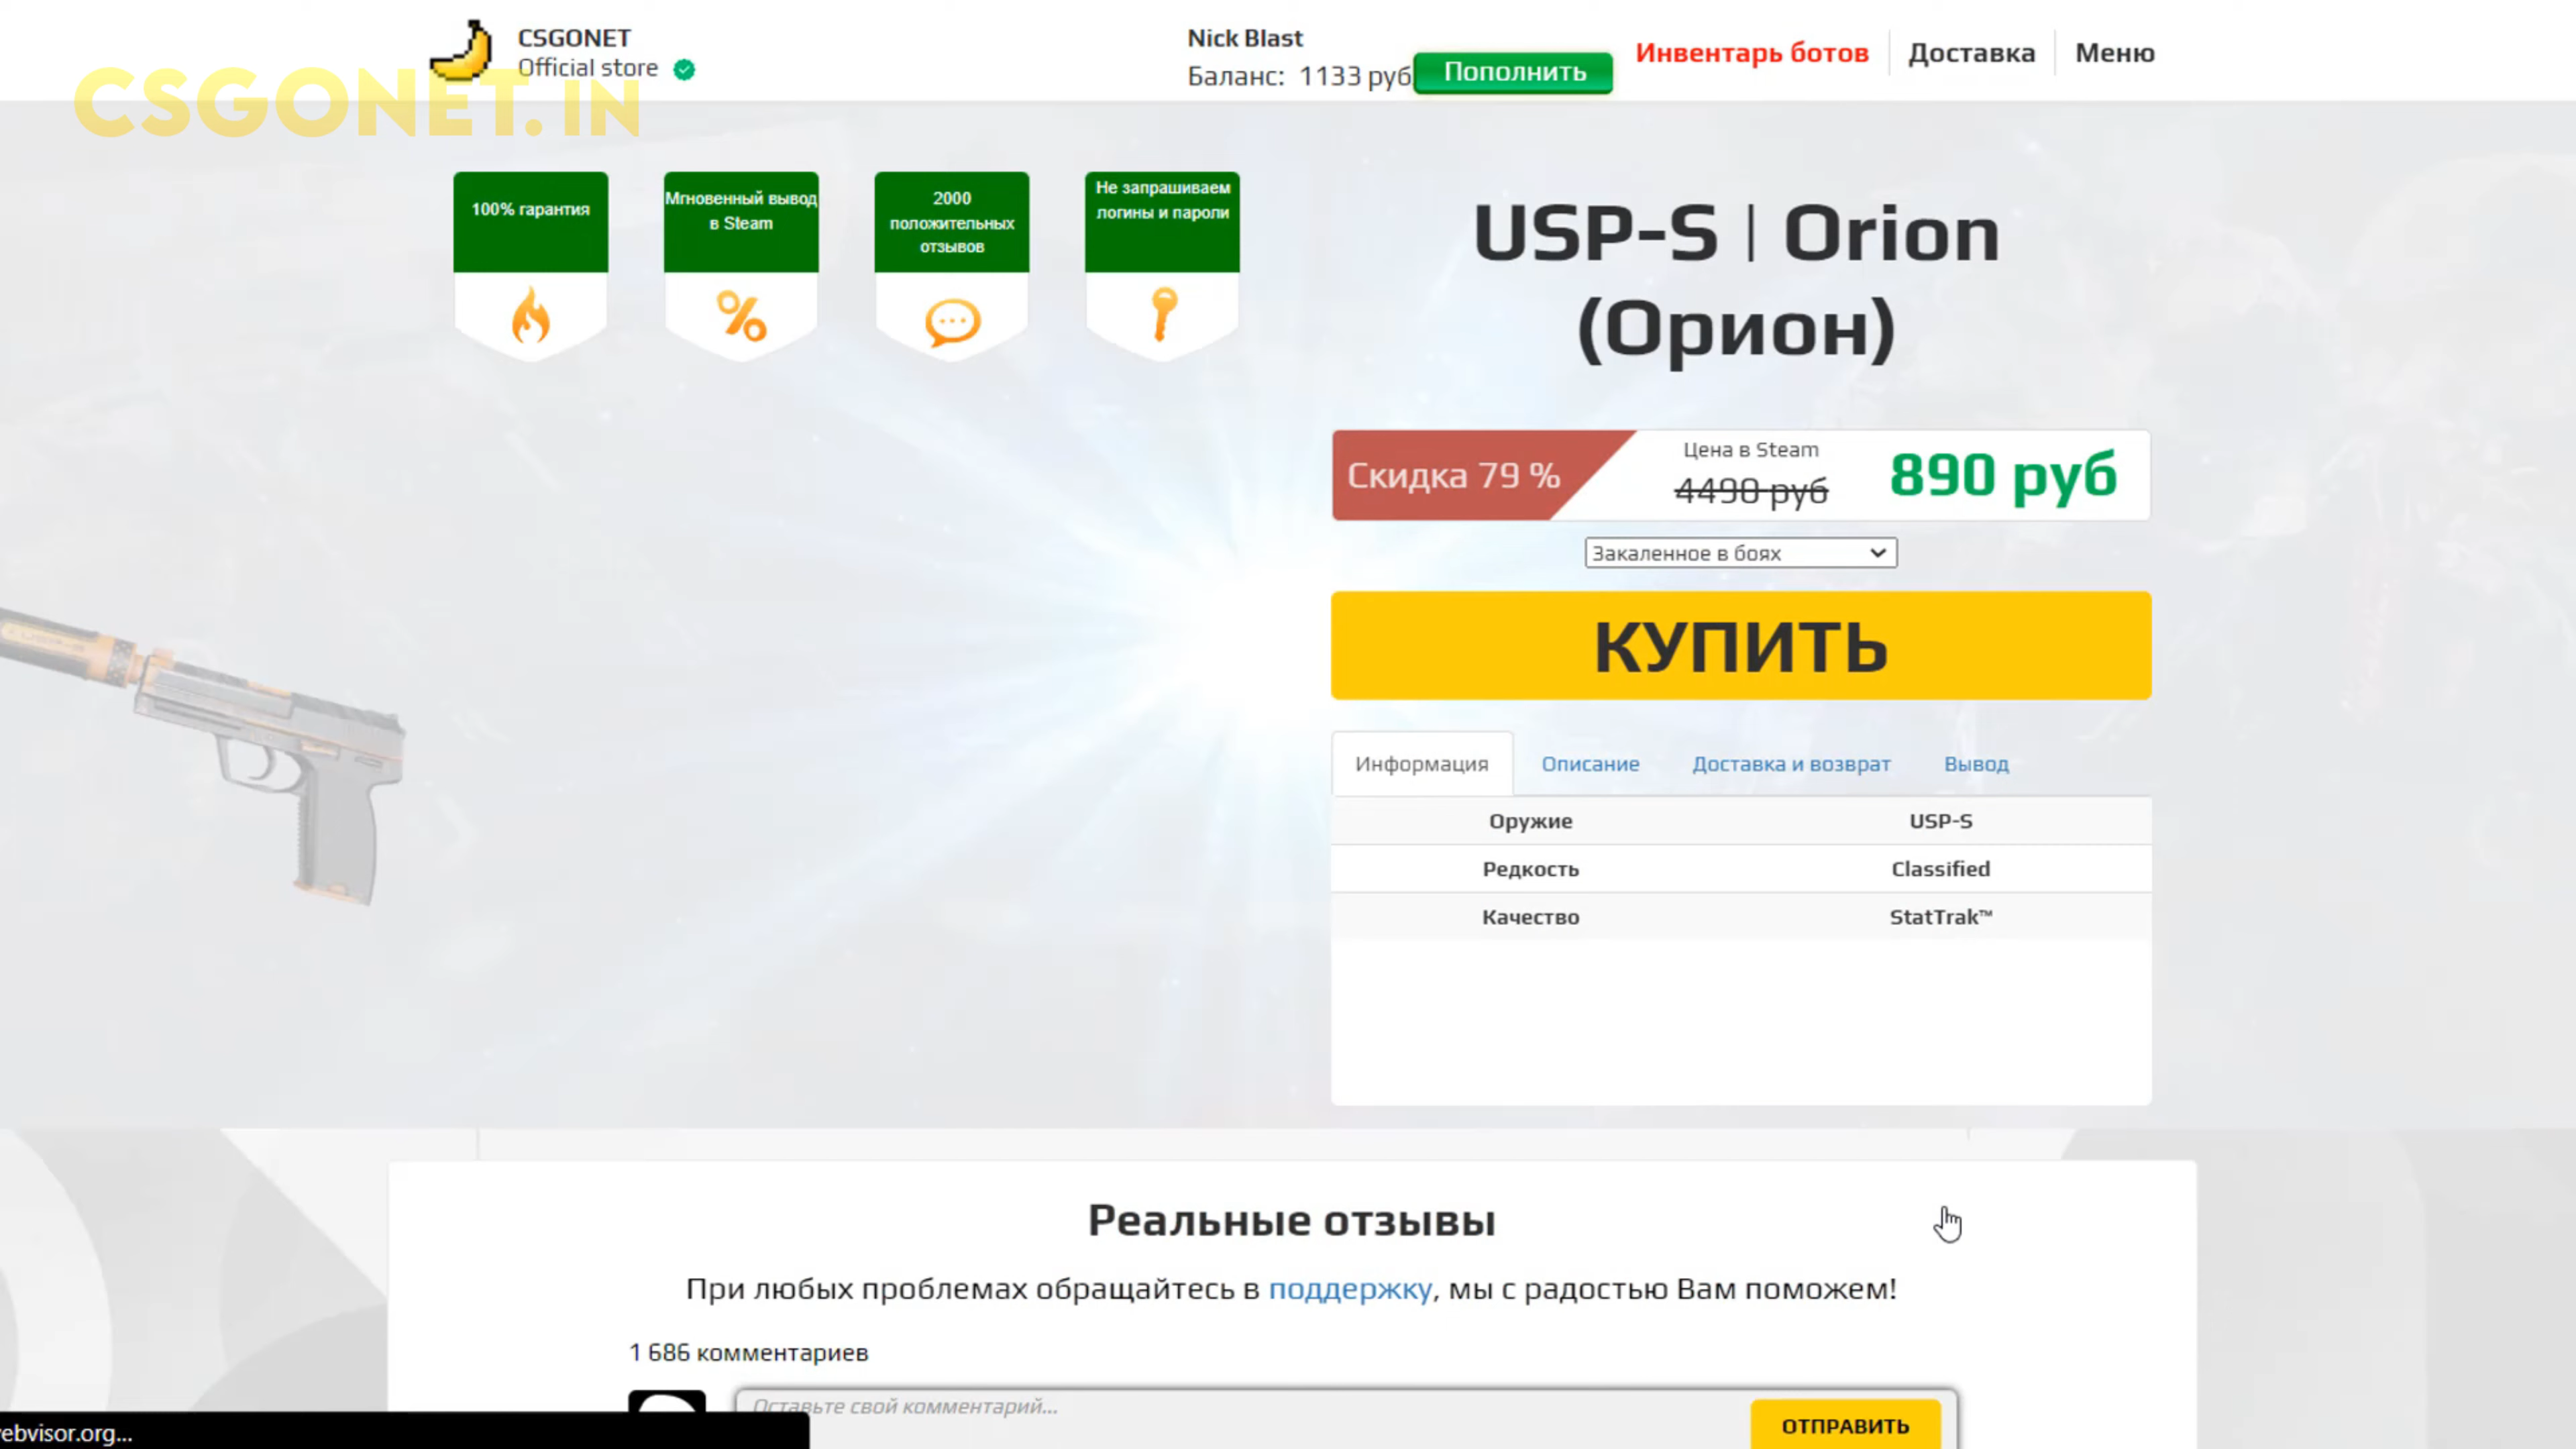 CSGONET
Official store
CSGONET.IN
Nick Blast
Баланс: 1133 руб
Пополнить
Инвентарь ботов
Доставка
Меню
100% гарантия
Мгновенный вывод
в Steam
2000
положительных
отзывов
Не запрашиваем
логины и пароли
USP-S | Orion
(Орион)
Скидка 79 %
Цена в Steam
4490 руб
890 руб
Закаленное в боях
КУПИТЬ
Информация
Описание
Доставка и возврат
Вывод
Оружие USP-S
Редкость Classified
Качество StatTrak™
Реальные отзывы
При любых проблемах обращайтесь в поддержку, мы с радостью Вам поможем!
1 686 комментариев
Оставьте свой комментарий...
ОТПРАВИТЬ
ebvisor.org...